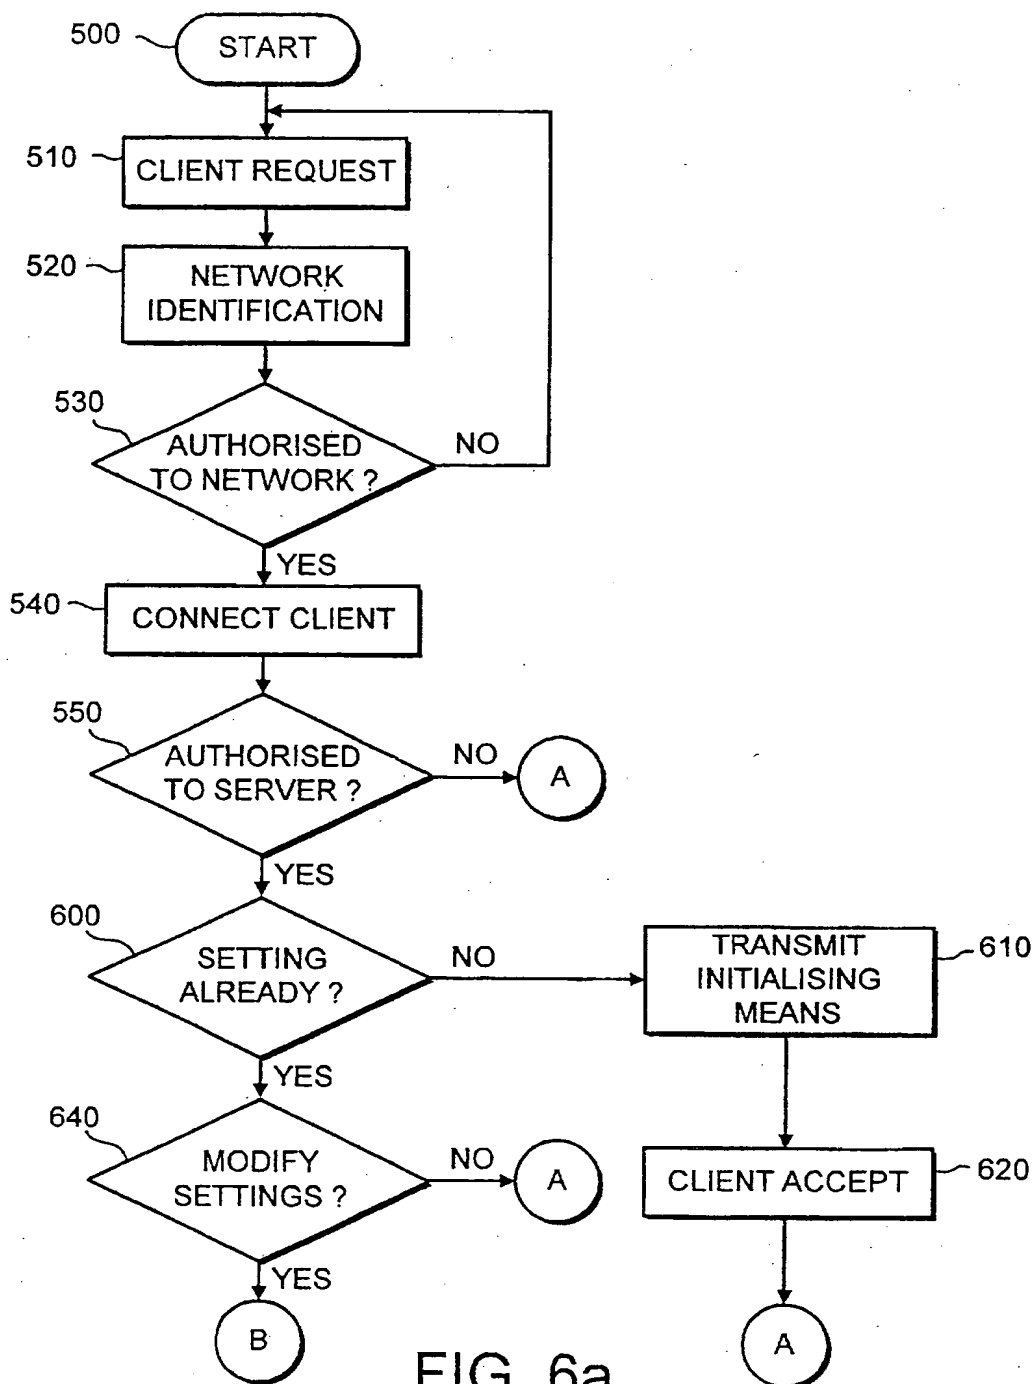 500
START
510
CLIENT REQUEST
520
NETWORK
IDENTIFICATION
530
AUTHORISED
TO NETWORK ?
NO
YES
540
CONNECT CLIENT
550
AUTHORISED
TO SERVER ?
NO
A
YES
600
SETTING
ALREADY ?
NO
TRANSMIT
INITIALISING
MEANS
610
YES
640
MODIFY
SETTINGS ?
NO
A
CLIENT ACCEPT
620
YES
B
A
FIG. 6a